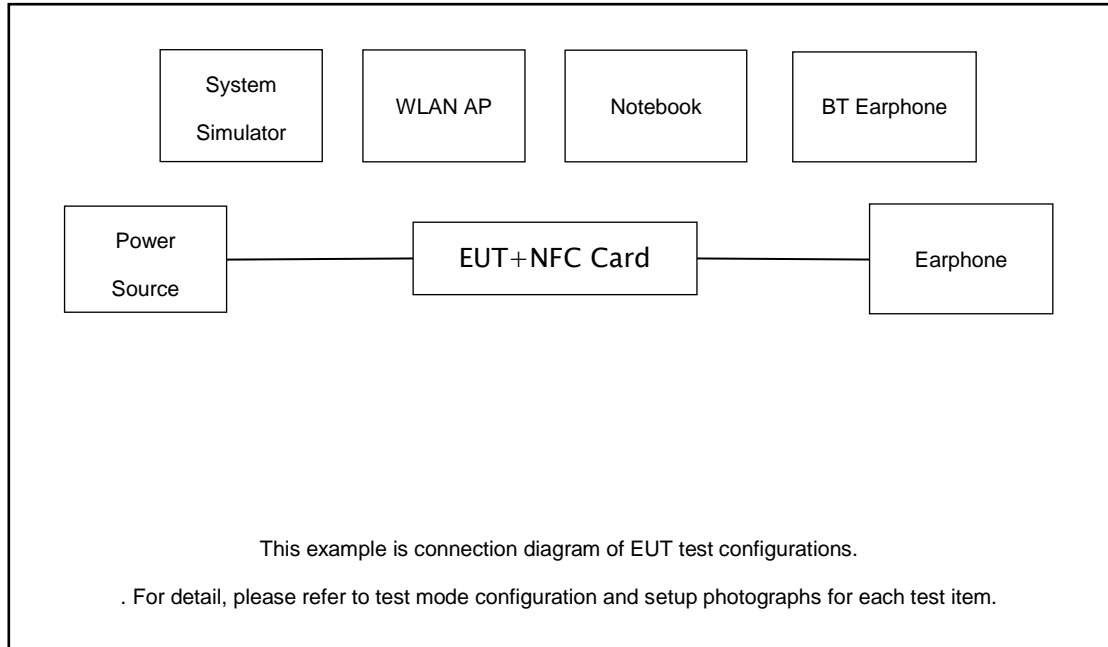 System
Simulator
WLAN AP
Notebook
BT Earphone
Power
Source
EUT+NFC Card
Earphone
This example is connection diagram of EUT test configurations.
. For detail, please refer to test mode configuration and setup photographs for each test item.